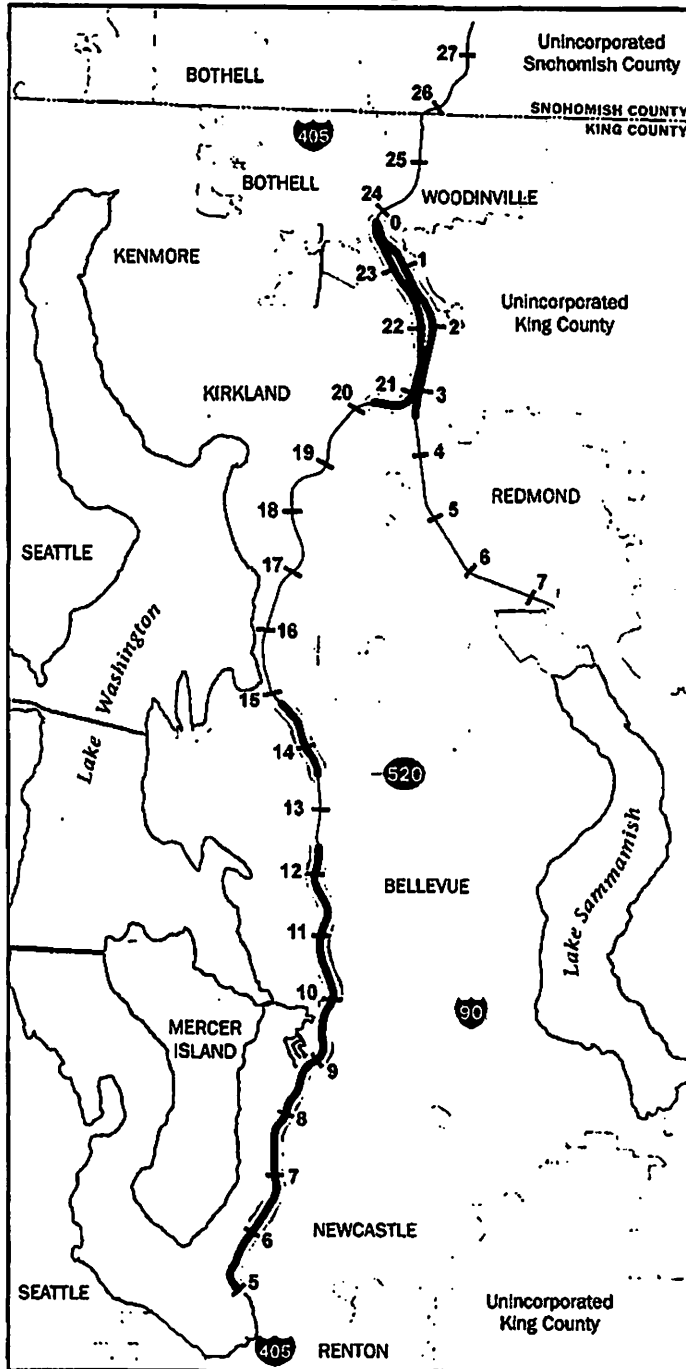 27
Unincorporated
Snohomish County
BOTHELL
26
SNOHOMISH COUNTY
KING COUNTY
405
25
BOTHELL
24
WOODINVILLE
0
KENMORE
23
1
Unincorporated
King County
22
2
21
3
KIRKLAND
20
4
19
REDMOND
18
5
SEATTLE
6
17
7
16
Lake Washington
15
14
520
13
12
BELLEVUE
Lake Sammamish
11
10
90
MERCER
ISLAND
9
8
7
NEWCASTLE
6
5
SEATTLE
Unincorporated
King County
405
RENTON